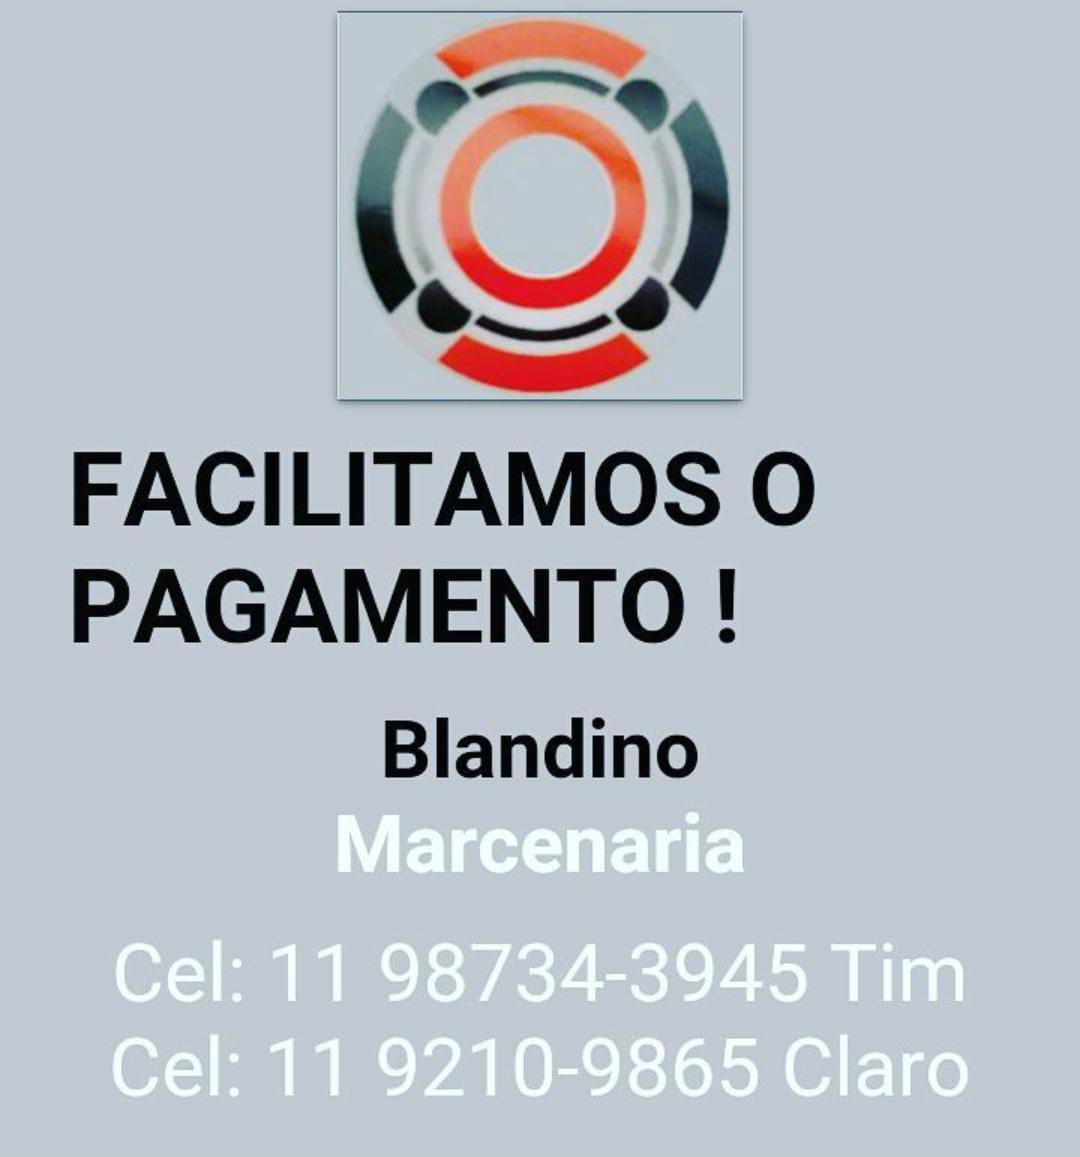 FACILITAMOS O
PAGAMENTO !
Blandino
Marcenaria
Cel: 11 98734-3945 Tim
Cel: 11 9210-9865 Claro